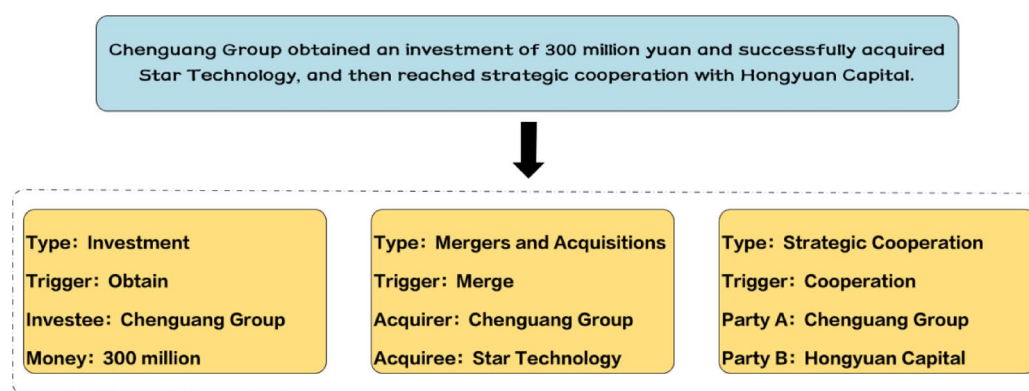 Chenguang Group obtained an investment of 300 million yuan and successfully acquired
Star Technology, and then reached strategic cooperation with Hongyuan Capital.
Type: Investment
Trigger: Obtain
Investee: Chenguang Group
Money: 300 million
Type: Mergers and Acquisitions
Trigger: Merge
Acquirer: Chenguang Group
Acquiree: Star Technology
Type: Strategic Cooperation
Trigger: Cooperation
Party A: Chenguang Group
Party B: Hongyuan Capital